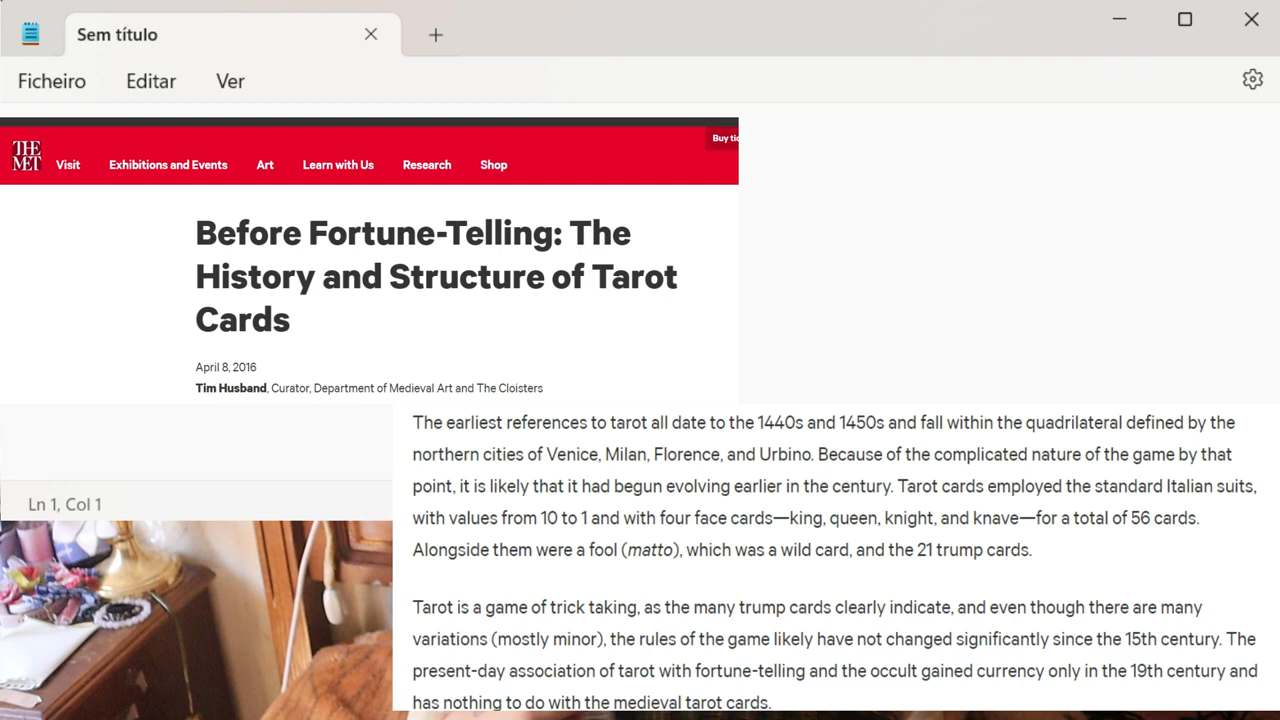 Sem título
Ficheiro Editar Ver
Buy tic
THE MET Visit Exhibitions and Events Art Learn with Us Research Shop
Before Fortune-Telling: The
History and Structure of Tarot
Cards
April 8, 2016
Tim Husband, Curator, Department of Medieval Art and The Cloisters
The earliest references to tarot all date to the 1440s and 1450s and fall within the quadrilateral defined by the
northern cities of Venice, Milan, Florence, and Urbino. Because of the complicated nature of the game by that
point, it is likely that it had begun evolving earlier in the century. Tarot cards employed the standard Italian suits,
with values from 10 to 1 and with four face cards—king, queen, knight, and knave—for a total of 56 cards.
Alongside them were a fool (matto), which was a wild card, and the 21 trump cards.
Tarot is a game of trick taking, as the many trump cards clearly indicate, and even though there are many
variations (mostly minor), the rules of the game likely have not changed significantly since the 15th century. The
present-day association of tarot with fortune-telling and the occult gained currency only in the 19th century and
has nothing to do with the medieval tarot cards.
Ln 1, Col 1